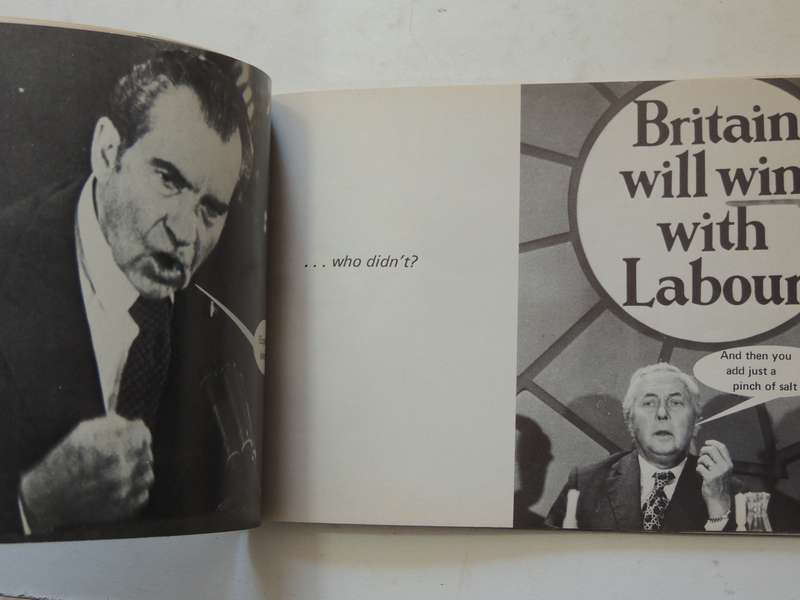 . . . who didn't?
Britain
will win
with
Labour
And then you
add just a
pinch of salt